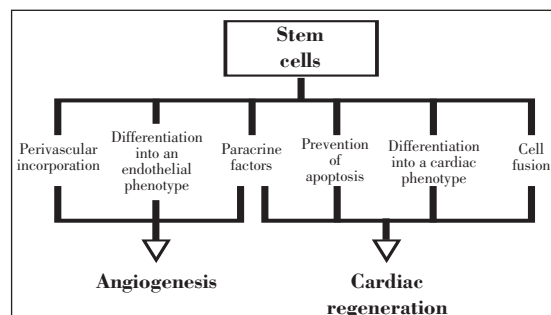 Stem
cells
Perivascular
incorporation
Differentiation
into an
endothelial
phenotype
Paracrine
factors
Prevention
of
apoptosis
Differentiation
into a cardiac
phenotype
Cell
fusion
Angiogenesis
Cardiac
regeneration